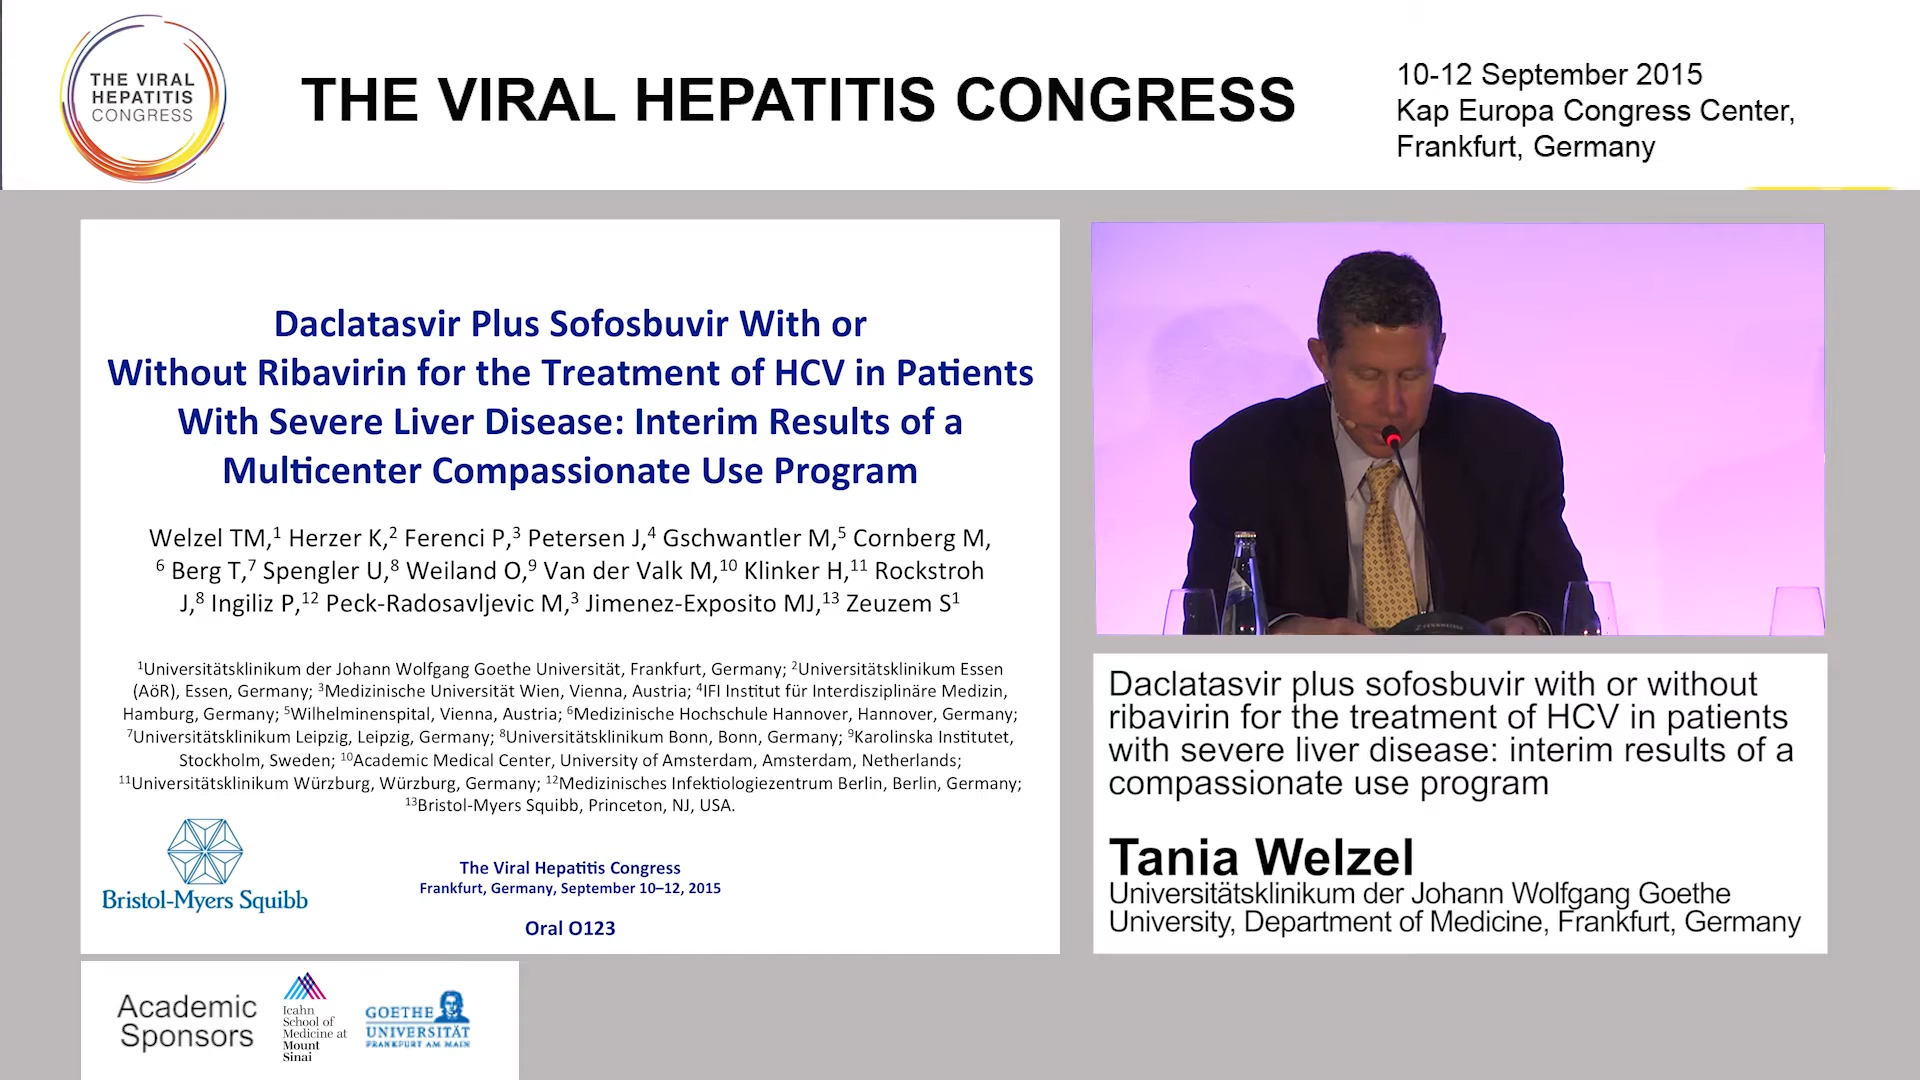 THE VIRAL
HEPATITIS
CONGRESS
THE VIRAL HEPATITIS CONGRESS
10-12 September 2015
Kap Europa Congress Center,
Frankfurt, Germany
Daclatasvir Plus Sofosbuvir With or
Without Ribavirin for the Treatment of HCV in Patients
With Severe Liver Disease: Interim Results of a
Multicenter Compassionate Use Program
Welzel TM,¹ Herzer K,² Ferenci P,³ Petersen J,⁴ Gschwantler M,⁵ Cornberg M,
⁶ Berg T,⁷ Spengler U,⁸ Weiland O,⁹ Van der Valk M,¹⁰ Klinker H,¹¹ Rockstroh
J,⁸ Ingiliz P,¹² Peck-Radosavljevic M,³ Jimenez-Exposito MJ,¹³ Zeuzem S¹
¹Universitätsklinikum der Johann Wolfgang Goethe Universität, Frankfurt, Germany; ²Universitätsklinikum Essen
(AöR), Essen, Germany; ³Medizinische Universität Wien, Vienna, Austria; ⁴IFI Institut für Interdisziplinäre Medizin,
Hamburg, Germany; ⁵Wilhelminenspital, Vienna, Austria; ⁶Medizinische Hochschule Hannover, Hannover, Germany;
⁷Universitätsklinikum Leipzig, Leipzig, Germany; ⁸Universitätsklinikum Bonn, Bonn, Germany; ⁹Karolinska Institutet,
Stockholm, Sweden; ¹⁰Academic Medical Center, University of Amsterdam, Amsterdam, Netherlands;
¹¹Universitätsklinikum Würzburg, Würzburg, Germany; ¹²Medizinisches Infektiologiezentrum Berlin, Berlin, Germany;
¹³Bristol-Myers Squibb, Princeton, NJ, USA.
Bristol-Myers Squibb
The Viral Hepatitis Congress
Frankfurt, Germany, September 10–12, 2015
Oral O123
Daclatasvir plus sofosbuvir with or without
ribavirin for the treatment of HCV in patients
with severe liver disease: interim results of a
compassionate use program
Tania Welzel
Universitätsklinikum der Johann Wolfgang Goethe
University, Department of Medicine, Frankfurt, Germany
Academic
Sponsors
Icahn
School of
Medicine at
Mount
Sinai
GOETHE
UNIVERSITÄT
FRANKFURT AM MAIN